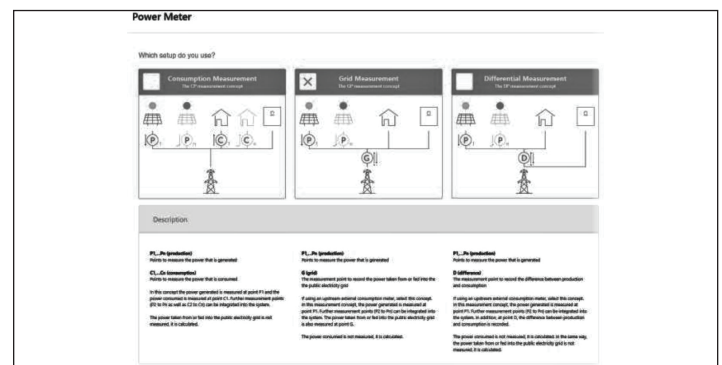 Power Meter
Which setup do you use?
Consumption Measurement
The CP measurement concept
Grid Measurement
The GP measurement concept
Differential Measurement
The DP measurement concept
P
P
C
C
P
P
G
P
P
D
Description
P1,...Pn (production)
Points to measure the power that is generated
C1,...Cn (consumption)
Points to measure the power that is consumed.
In this concept the power generated is measured at point P1 and the
power consumed is measured at point C1. Further measurement points
(P2 to Pn as well as C2 to Cn) can be integrated into the system.
The power taken from or fed into the public electricity grid is not
measured, it is calculated.
P1,...Pn (production)
Points to measure the power that is generated
G (grid)
The measurement point to record the power taken from or fed into the
the public electricity grid
If using an upstream external consumption meter, select this concept.
In this measurement concept, the power generated is measured at
point P1. Further measurement points (P2 to Pn) can be integrated into
the system. The power taken from or fed into the public electricity grid
is also measured at point G.
The power consumed is not measured, it is calculated.
P1,...Pn (production)
Points to measure the power that is generated
D (difference)
The measurement point to record the difference between production
and consumption
If using an upstream external consumption meter, select this concept. In
this measurement concept, the power generated is measured at
point P1. Further measurement points (P2 to Pn) can be integrated into
the system. In addition, at point D, the difference between production
and consumption is recorded.
The power consumed is not measured, it is calculated. In the same way,
the power taken from or fed into the public electricity grid is not
measured, it is calculated.